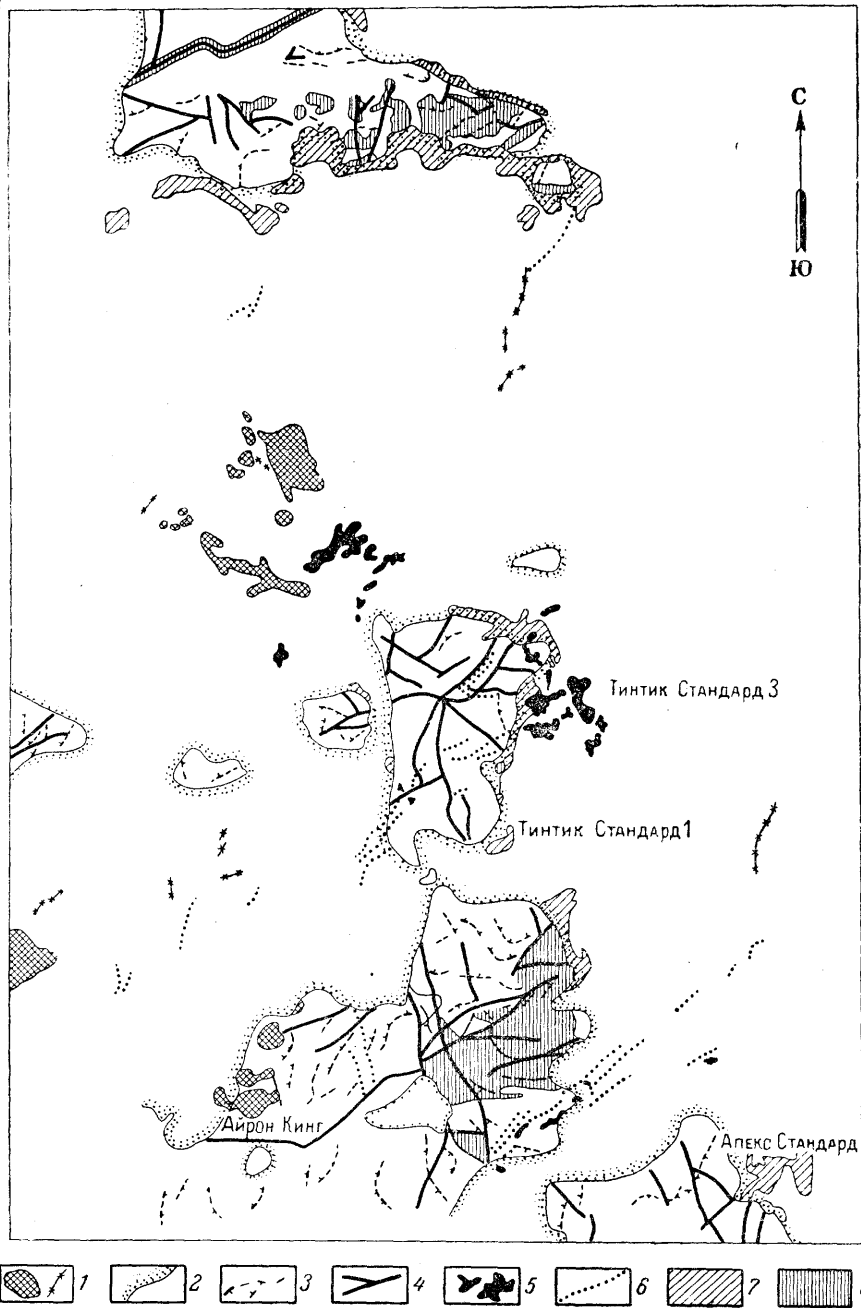 С
Ю
Тинтик Стандард 3
Тинтик Стандард 1
Айрон Кинг
Апекс Стандард
1 2 3 4 5 6 7